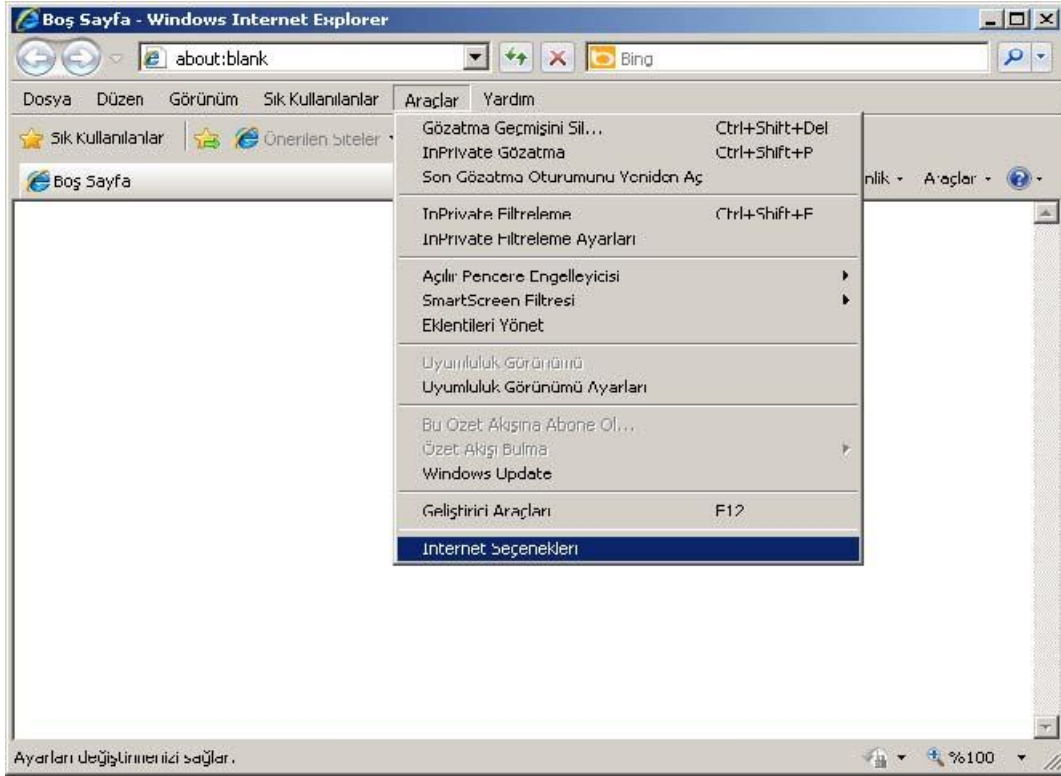 Boş Sayfa - Windows Internet Explorer
about:blank
Bing
Dosya Düzen Görünüm Sık Kullanılanlar Araçlar Yardım
Sık Kullanılanlar Önerilen Siteler
Boş Sayfa
nlik Araçlar
Gözatma Geçmişini Sil... Ctrl+Shift+Del
InPrivate Gözatma Ctrl+Shift+P
Son Gözatma Oturumunu Yeniden Aç
InPrivate Filtreleme Ctrl+Shift+F
InPrivate Filtreleme Ayarları
Açılır Pencere Engelleyicisi
SmartScreen Filtresi
Eklentileri Yönet
Uyumluluk Görünümü
Uyumluluk Görünümü Ayarları
Bu Özet Akışına Abone Ol...
Özet Akışı Bulma
Windows Update
Geliştirici Araçları F12
Internet Seçenekleri
Ayarları değiştirmenizi sağlar.
%100